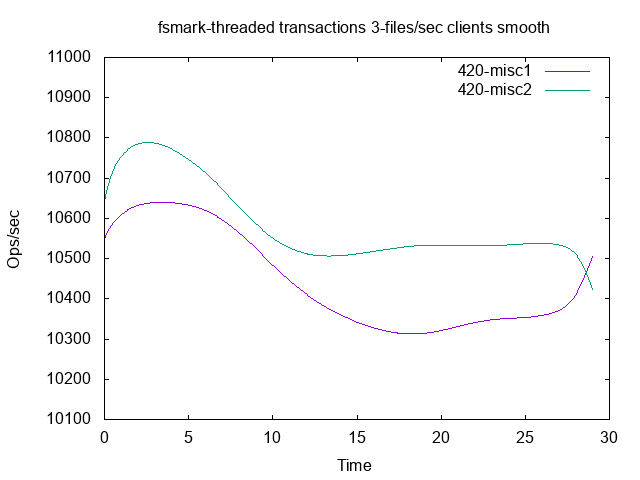 fsmark-threaded transactions 3-files/sec clients smooth
11000
420-misc1
420-misc2
10900
10800
10700
10600
10500
10400
10300
10200
10100
Ops/sec
0 5 10 15 20 25 30
Time